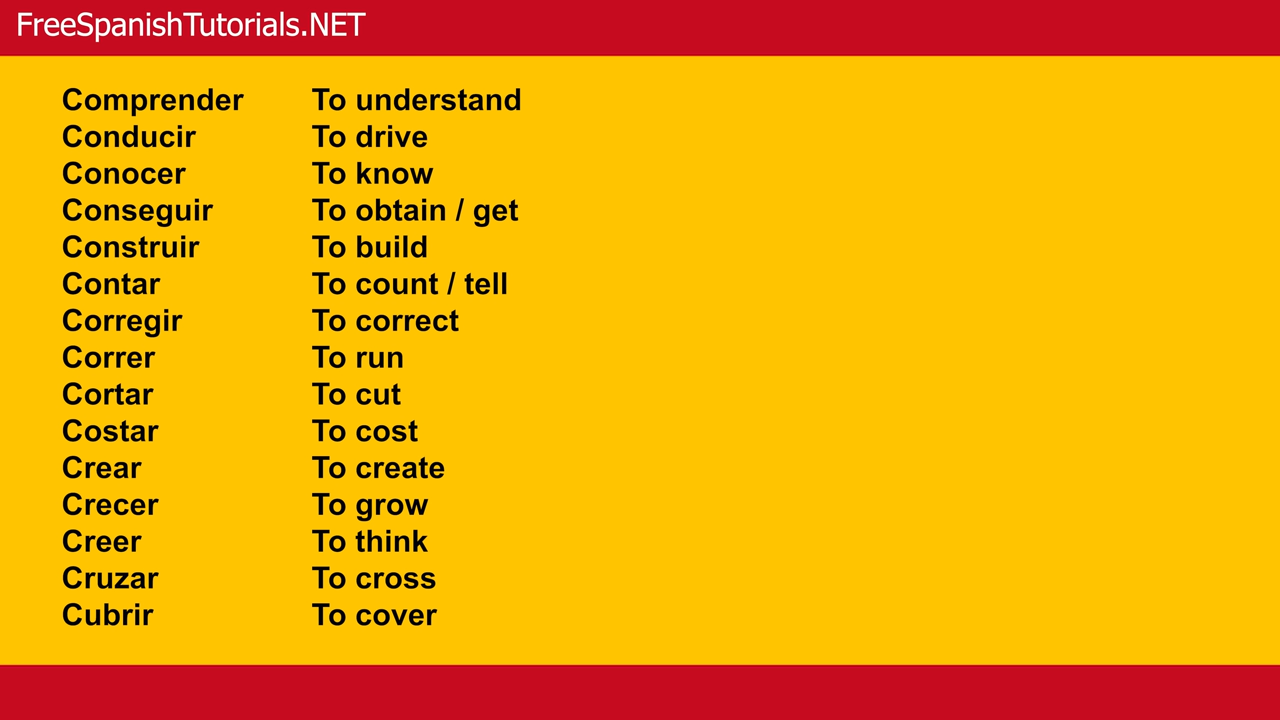 FreeSpanishTutorials.NET
Comprender To understand
Conducir To drive
Conocer To know
Conseguir To obtain / get
Construir To build
Contar To count / tell
Corregir To correct
Correr To run
Cortar To cut
Costar To cost
Crear To create
Crecer To grow
Creer To think
Cruzar To cross
Cubrir To cover